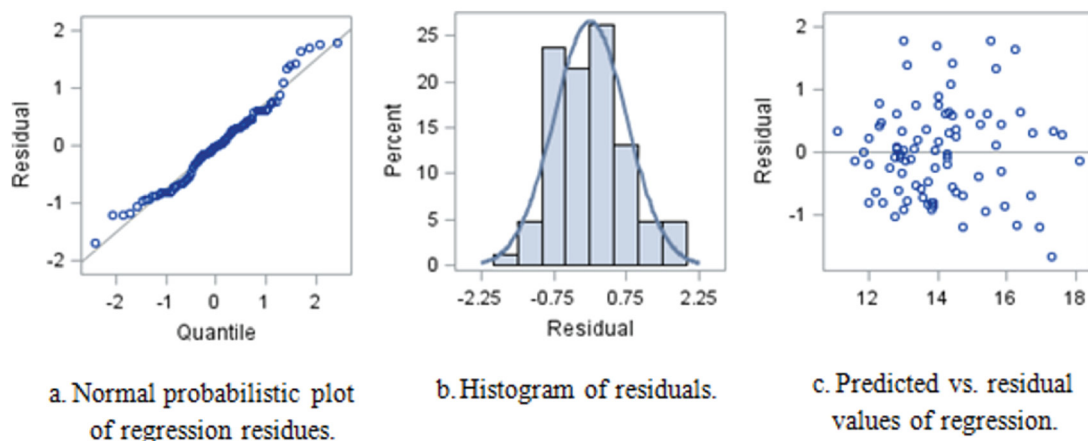 2
1
0
-1
-2
Residual
-2
-1
0
1
2
Quantile
25
20
15
10
5
0
Percent
-2.25
-0.75
0.75
2.25
Residual
2
1
0
-1
Residual
12
14
16
18
a. Normal probabilistic plot
of regression residues.
b. Histogram of residuals.
c. Predicted vs. residual
values of regression.